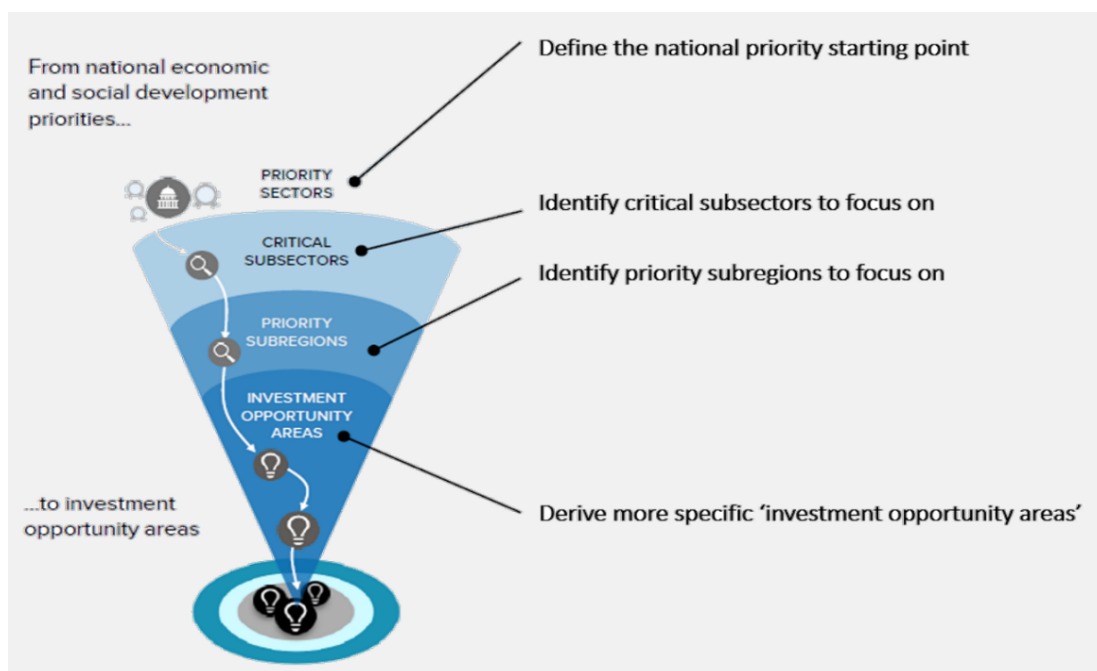 Define the national priority starting point
From national economic
and social development
priorities...
PRIORITY
SECTORS
Identify critical subsectors to focus on
CRITICAL
SUBSECTORS
Identify priority subregions to focus on
PRIORITY
SUBREGIONS
INVESTMENT
OPPORTUNITY
AREAS
...to investment
opportunity areas
Derive more specific ‘investment opportunity areas’